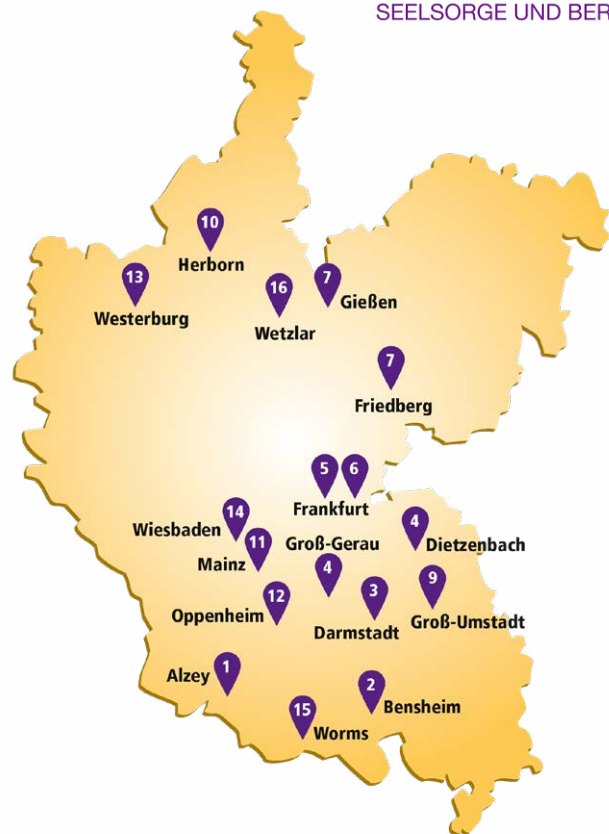 SEELSORGE UND BER
10
Herborn
13
Westerburg
16
Wetzlar
7
Gießen
7
Friedberg
5 6
Frankfurt
14
Wiesbaden
4
Dietzenbach
11
Mainz
Groß-Gerau
4
12
Oppenheim
3
Darmstadt
9
Groß-Umstadt
1
Alzey
2
Bensheim
15
Worms